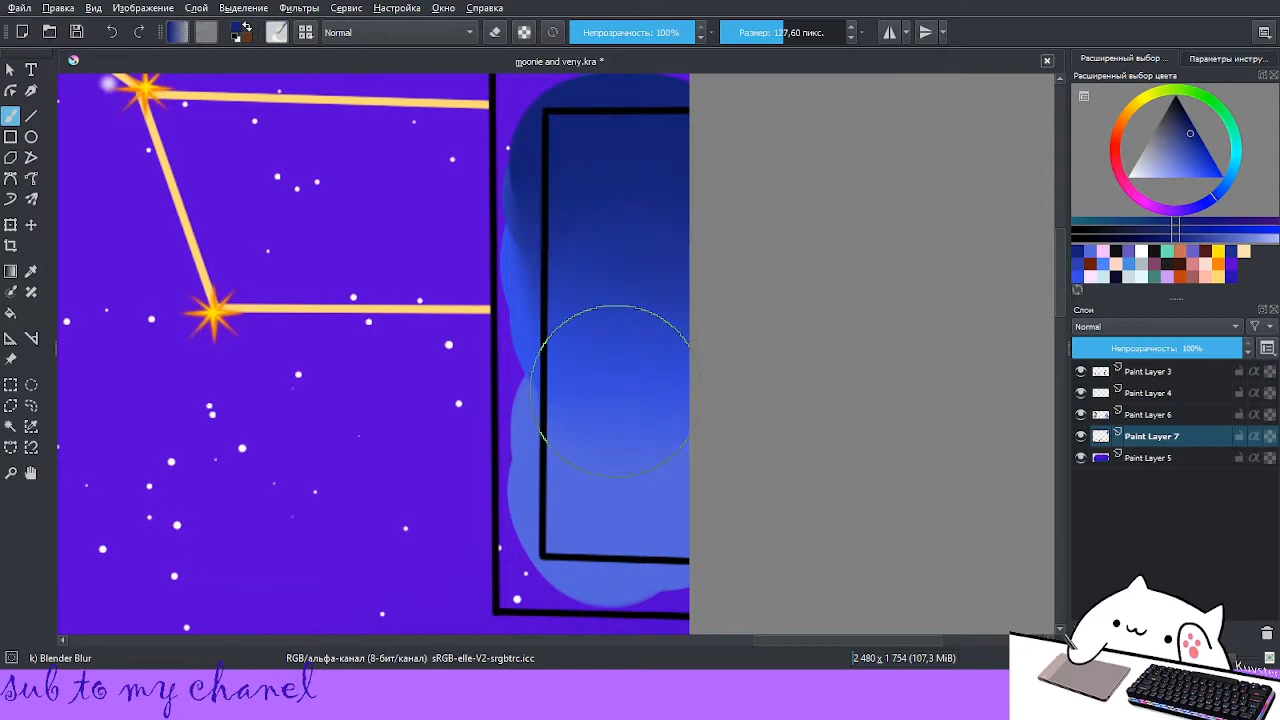 Файл Правка Вид Изображение Слой Выделение Фильтры Сервис Настройки Окно Справка
Normal Непрозрачность: 100% Размер: 127,60 пикс.
moonie and veny.kra *
Расширенный выбор ... Параметры инстру...
Расширенный выбор цвета
Слои
Normal
Непрозрачность: 100%
Paint Layer 3
Paint Layer 4
Paint Layer 6
Paint Layer 7
Paint Layer 5
k) Blender Blur RGB/альфа-канал (8-бит/канал) sRGB-elle-V2-srgbtrc.icc 2 480 x 1 754 (107,3 MiB)
sub to my chanel